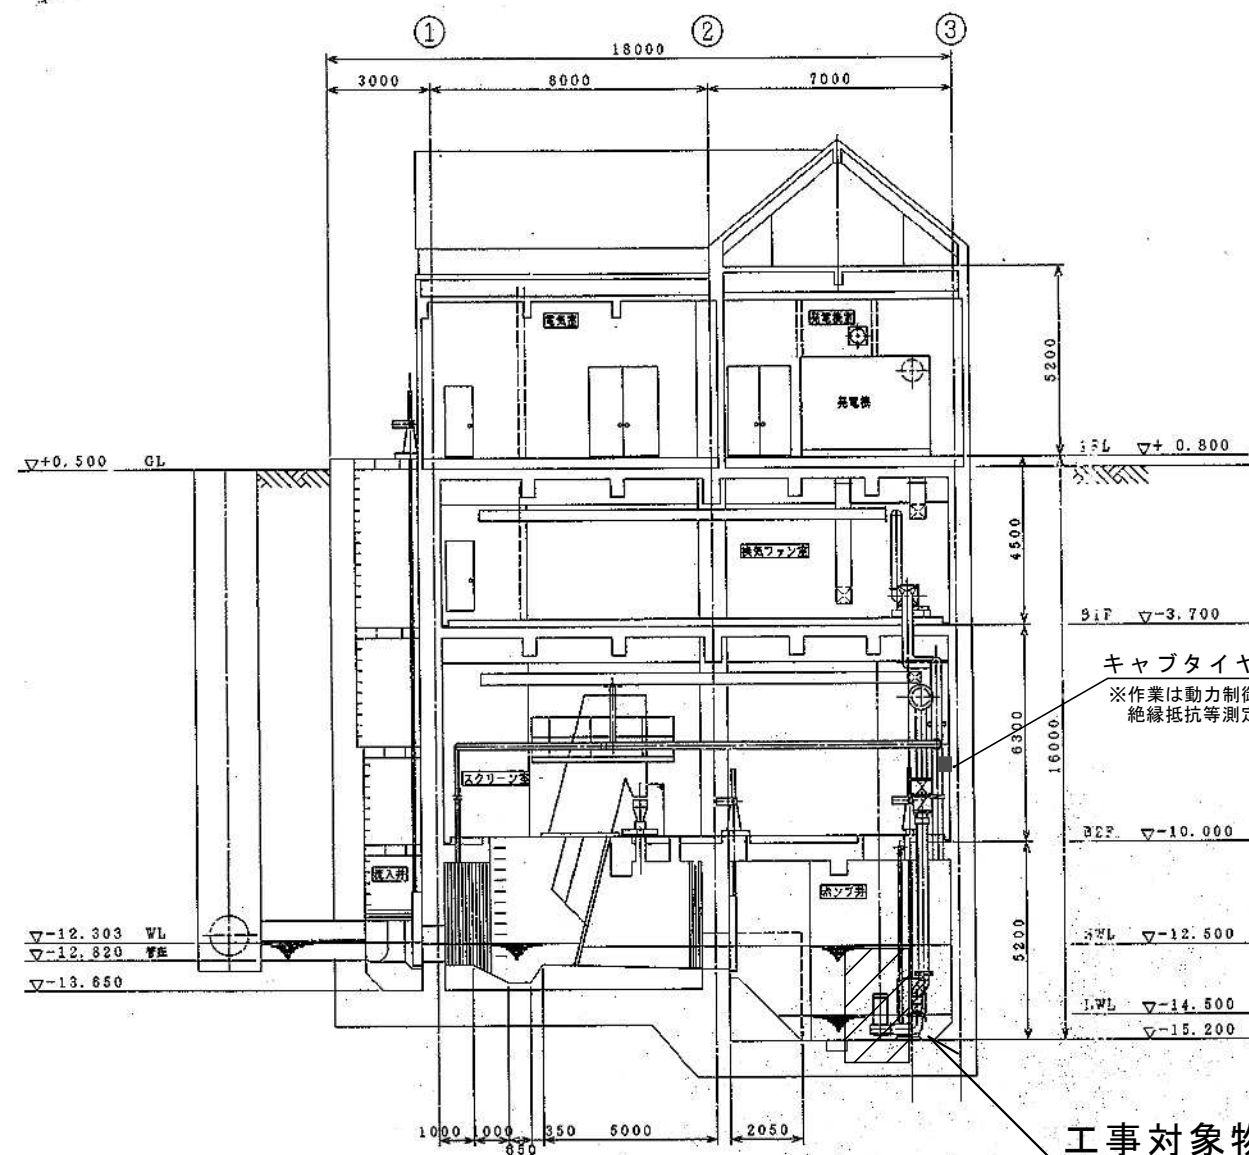 ① ② ③
18000
3000 8000 7000
電気室
発電機室
発電機
5200
▽+0.500 GL
1FL ▽+0.800
換気ファン室
4500
B1F ▽-3.700
キャブタイヤ
※作業は動力制御
絶縁抵抗等測定
6300
16000
スクリーン室
B2F ▽-10.000
流入井
ポンプ井
▽-12.303 WL
▽-12.820 管底
▽-13.650
5200
HWL ▽-12.500
LWL ▽-14.500
▽-15.200
1000 1000 350 5000 2050
850
工事対象物